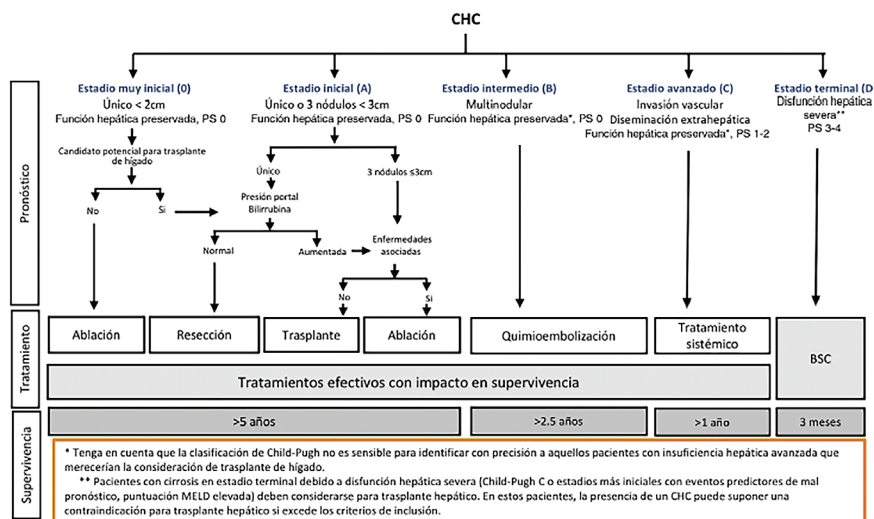 CHC
Pronóstico
Estadio muy inicial (0)
Único < 2cm
Función hepática preservada, PS 0
Candidato potencial para trasplante
de hígado
No
Si
Estadio inicial (A)
Único o 3 nódulos < 3cm
Función hepática preservada, PS 0
Único
3 nódulos ≤3cm
Presión portal
Bilirrubina
Normal
Aumentada
Enfermedades
asociadas
No
Si
Estadio intermedio (B)
Multinodular
Función hepática preservada*, PS 0
Estadio avanzado (C)
Invasión vascular
Diseminación extrahepática
Función hepática preservada*, PS 1-2
Estadio terminal (D
Disfunción hepática
severa**
PS 3-4
Tratamiento
Ablación
Resección
Trasplante
Ablación
Quimioembolización
Tratamiento
sistémico
BSC
Tratamientos efectivos con impacto en supervivencia
Supervivencia
>5 años
>2.5 años
>1 año
3 meses
* Tenga en cuenta que la clasificación de Child-Pugh no es sensible para identificar con precisión a aquellos pacientes con insuficiencia hepática avanzada que
merecerían la consideración de trasplante de hígado.
** Pacientes con cirrosis en estadio terminal debido a disfunción hepática severa (Child-Pugh C o estadios más iniciales con eventos predictores de mal
pronóstico, puntuación MELD elevada) deben considerarse para trasplante hepático. En estos pacientes, la presencia de un CHC puede suponer una
contraindicación para trasplante hepático si excede los criterios de inclusión.